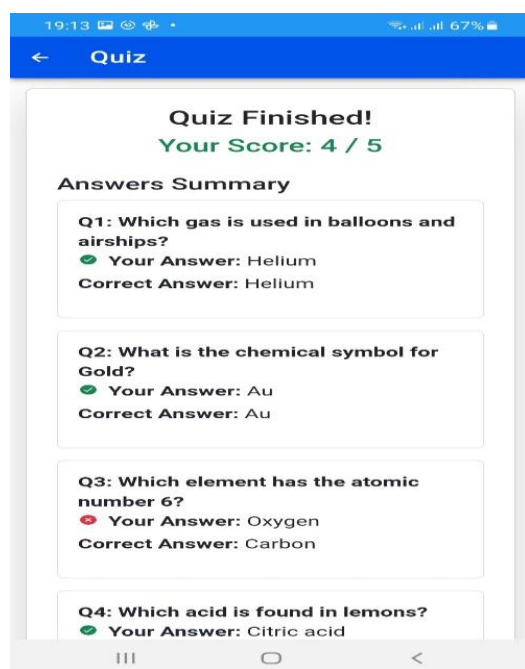 19:13 67%
Quiz
Quiz Finished!
Your Score: 4 / 5
Answers Summary
Q1: Which gas is used in balloons and
airships?
Your Answer: Helium
Correct Answer: Helium
Q2: What is the chemical symbol for
Gold?
Your Answer: Au
Correct Answer: Au
Q3: Which element has the atomic
number 6?
Your Answer: Oxygen
Correct Answer: Carbon
Q4: Which acid is found in lemons?
Your Answer: Citric acid